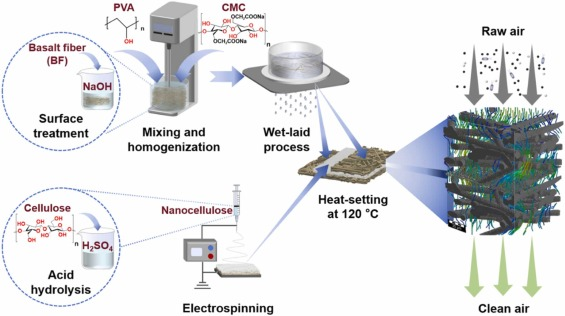 PVA
n
OH
CMC
OCH₂COONa
OCH₂COONa
n
Basalt fiber
(BF)
NaOH
Surface
treatment
Mixing and
homogenization
Wet-laid
process
Raw air
Heat-setting
at 120 °C
Cellulose
n
H₂SO₄
Acid
hydrolysis
Nanocellulose
Electrospinning
Clean air